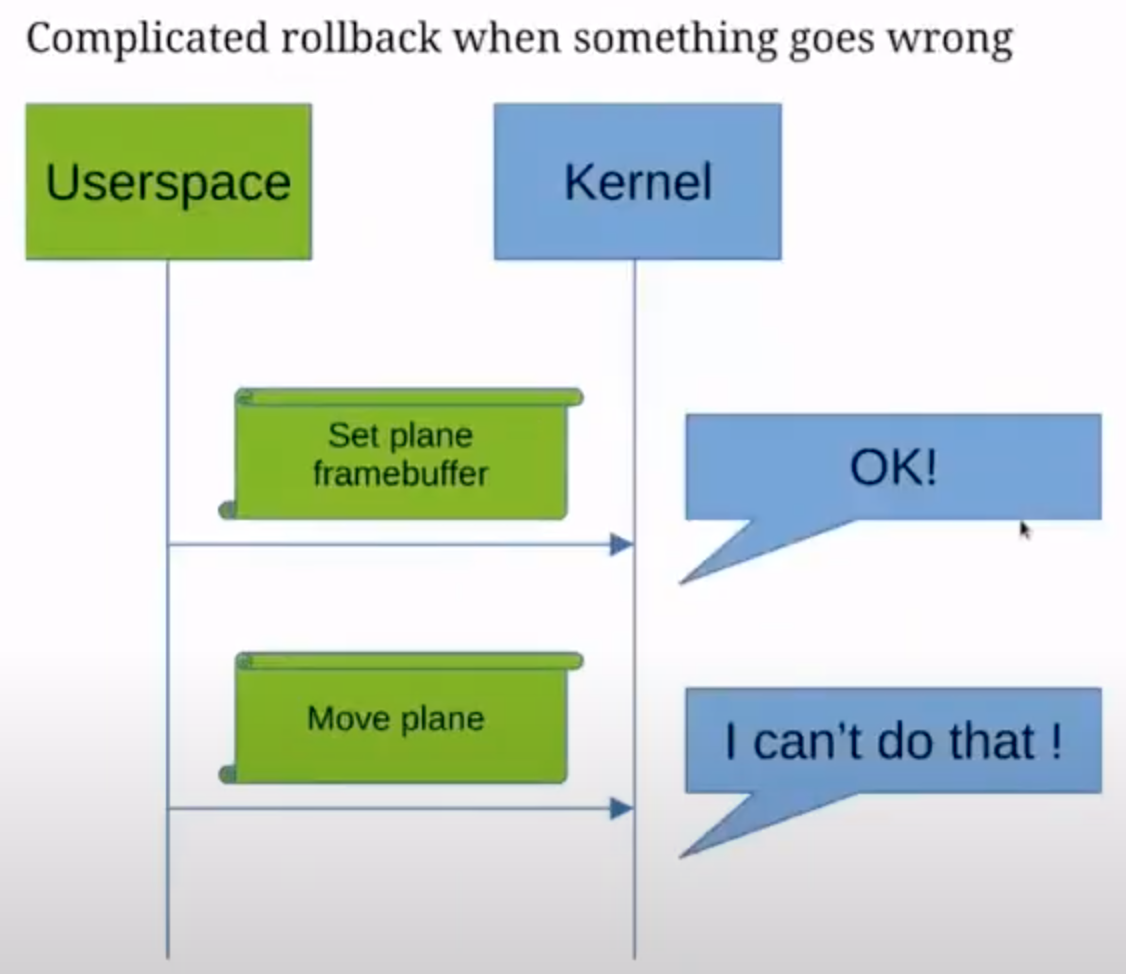 Complicated rollback when something goes wrong
Userspace
Kernel
Set plane
framebuffer
OK!
Move plane
I can’t do that !